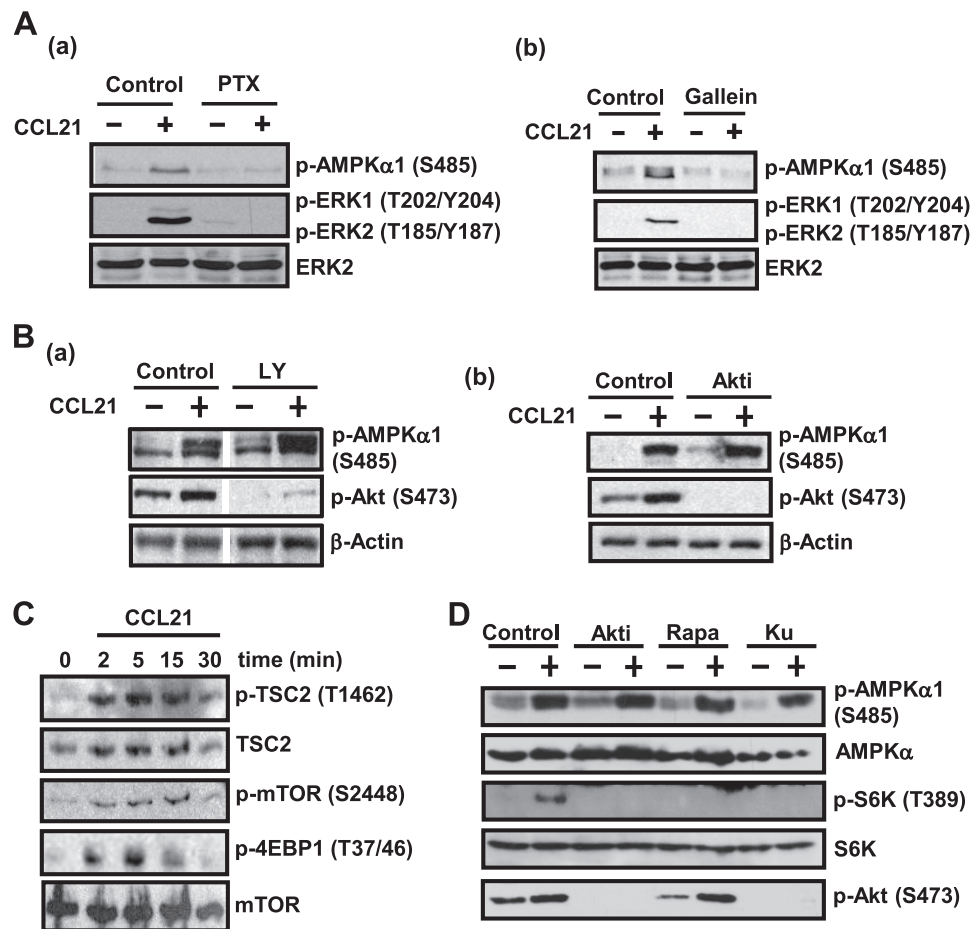 A
(a)
Control PTX
CCL21 – + – +
p-AMPKα1 (S485)
p-ERK1 (T202/Y204)
p-ERK2 (T185/Y187)
ERK2
(b)
Control Gallein
CCL21 – + – +
p-AMPKα1 (S485)
p-ERK1 (T202/Y204)
p-ERK2 (T185/Y187)
ERK2
B
(a)
Control LY
CCL21 – + – +
p-AMPKα1
(S485)
p-Akt (S473)
β-Actin
(b)
Control Akti
CCL21 – + – +
p-AMPKα1
(S485)
p-Akt (S473)
β-Actin
C
CCL21
0 2 5 15 30 time (min)
p-TSC2 (T1462)
TSC2
p-mTOR (S2448)
p-4EBP1 (T37/46)
mTOR
D
Control Akti Rapa Ku
– + – + – + – +
p-AMPKα1
(S485)
AMPKα
p-S6K (T389)
S6K
p-Akt (S473)